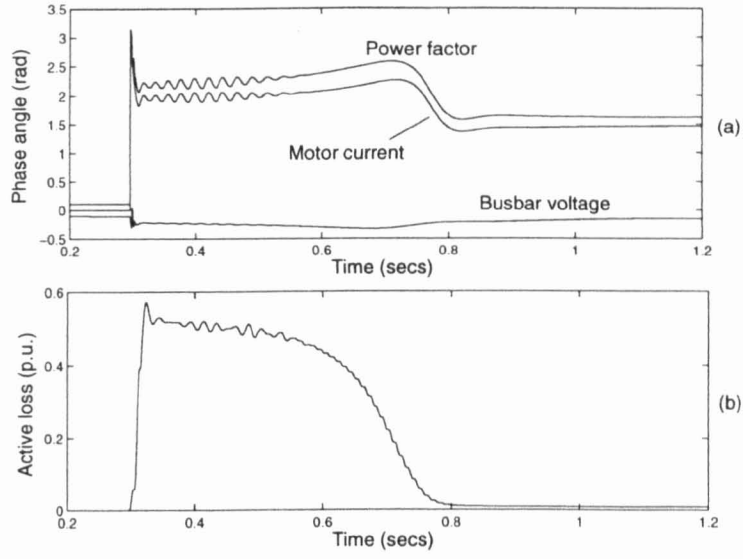 3.5
3
2.5
2
1.5
1
0.5
0
-0.5
Phase angle (rad)
Power factor
Motor current
Busbar voltage
(a)
0.2 0.4 0.6 0.8 1 1.2
Time (secs)
0.6
0.4
0.2
0
Active loss (p.u.)
(b)
0.2 0.4 0.6 0.8 1 1.2
Time (secs)